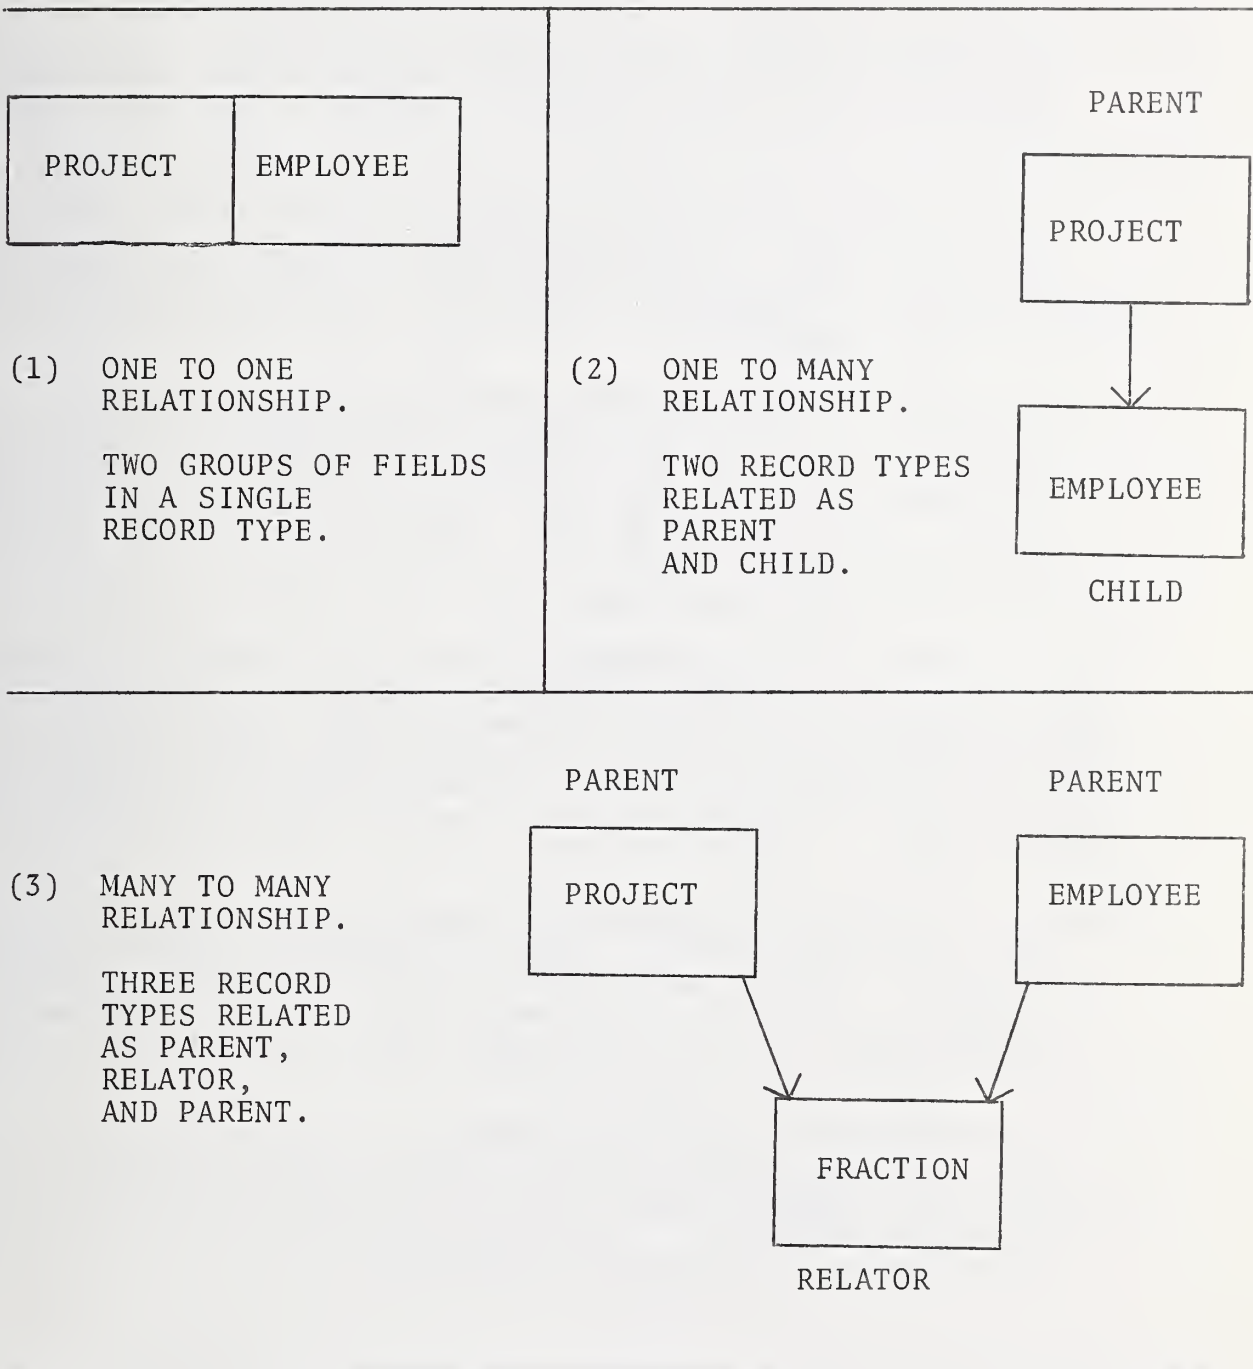 PROJECT EMPLOYEE
(1) ONE TO ONE
RELATIONSHIP.
TWO GROUPS OF FIELDS
IN A SINGLE
RECORD TYPE.
PARENT
PROJECT
(2) ONE TO MANY
RELATIONSHIP.
TWO RECORD TYPES
RELATED AS
PARENT
AND CHILD.
EMPLOYEE
CHILD
(3) MANY TO MANY
RELATIONSHIP.
THREE RECORD
TYPES RELATED
AS PARENT,
RELATOR,
AND PARENT.
PARENT
PROJECT
PARENT
EMPLOYEE
FRACTION
RELATOR